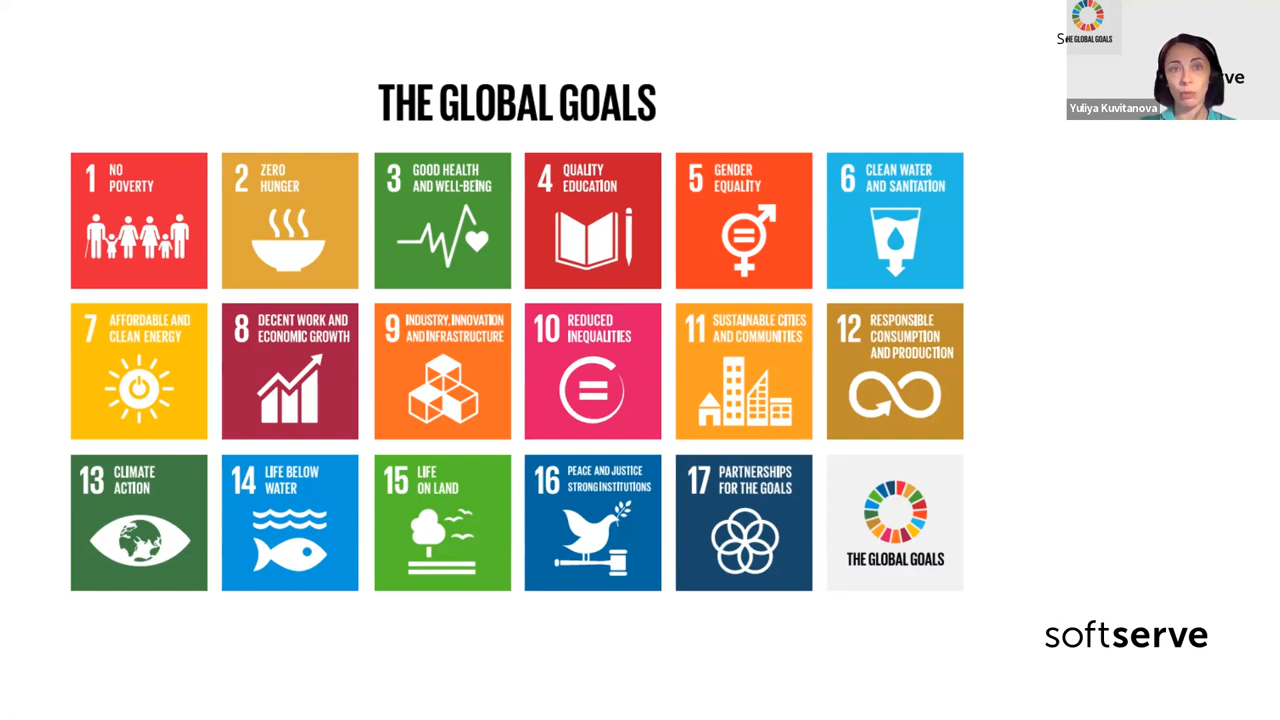 THE GLOBAL GOALS
1 NO
POVERTY
2 ZERO
HUNGER
3 GOOD HEALTH
AND WELL-BEING
4 QUALITY
EDUCATION
5 GENDER
EQUALITY
6 CLEAN WATER
AND SANITATION
7 AFFORDABLE AND
CLEAN ENERGY
8 DECENT WORK AND
ECONOMIC GROWTH
9 INDUSTRY, INNOVATION
AND INFRASTRUCTURE
10 REDUCED
INEQUALITIES
11 SUSTAINABLE CITIES
AND COMMUNITIES
12 RESPONSIBLE
CONSUMPTION
AND PRODUCTION
13 CLIMATE
ACTION
14 LIFE BELOW
WATER
15 LIFE
ON LAND
16 PEACE AND JUSTICE
STRONG INSTITUTIONS
17 PARTNERSHIPS
FOR THE GOALS
THE GLOBAL GOALS
softserve
GLOBAL GOALS
Yuliya Kuvitanova